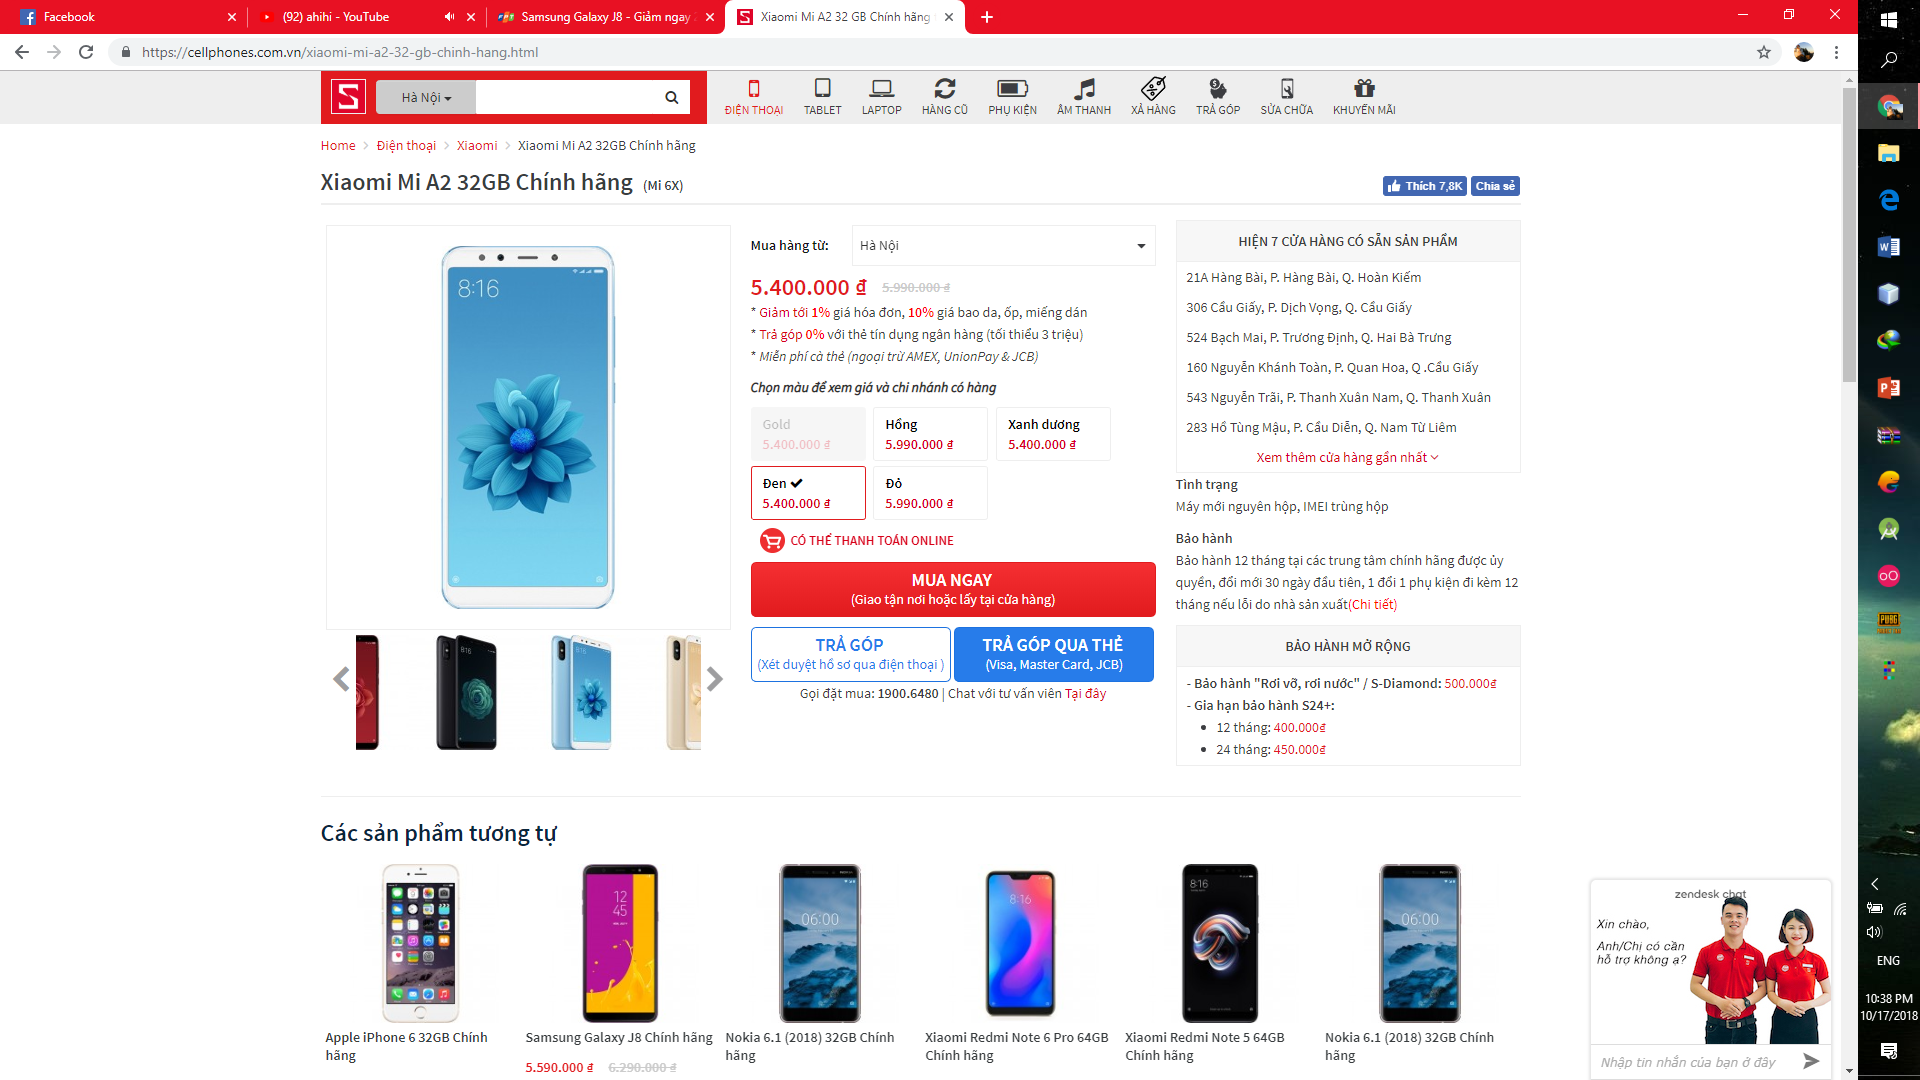 Facebook
(92) ahihi - YouTube
Samsung Galaxy J8 - Giảm ngay
Xiaomi Mi A2 32 GB Chính hãng
https://cellphones.com.vn/xiaomi-mi-a2-32-gb-chinh-hang.html
Hà Nội
ĐIỆN THOẠI
TABLET
LAPTOP
HÀNG CŨ
PHỤ KIỆN
ÂM THANH
XẢ HÀNG
TRẢ GÓP
SỬA CHỮA
KHUYẾN MÃI
Home > Điện thoại > Xiaomi > Xiaomi Mi A2 32GB Chính hãng
Xiaomi Mi A2 32GB Chính hãng (Mi 6X)
Thích 7,8K
Chia sẻ
8:16
Mua hàng từ:
Hà Nội
5.400.000 ₫ 5.990.000 ₫
* Giảm tới 1% giá hóa đơn, 10% giá bao da, ốp, miếng dán
* Trả góp 0% với thẻ tín dụng ngân hàng (tối thiểu 3 triệu)
* Miễn phí cà thẻ (ngoại trừ AMEX, UnionPay & JCB)
Chọn màu để xem giá và chi nhánh có hàng
Gold
5.400.000 ₫
Hồng
5.990.000 ₫
Xanh dương
5.400.000 ₫
Đen
5.400.000 ₫
Đỏ
5.990.000 ₫
CÓ THỂ THANH TOÁN ONLINE
MUA NGAY
(Giao tận nơi hoặc lấy tại cửa hàng)
TRẢ GÓP
(Xét duyệt hồ sơ qua điện thoại )
TRẢ GÓP QUA THẺ
(Visa, Master Card, JCB)
Gọi đặt mua: 1900.6480 | Chat với tư vấn viên Tại đây
HIỆN 7 CỬA HÀNG CÓ SẴN SẢN PHẨM
21A Hàng Bài, P. Hàng Bài, Q. Hoàn Kiếm
306 Cầu Giấy, P. Dịch Vọng, Q. Cầu Giấy
524 Bạch Mai, P. Trương Định, Q. Hai Bà Trưng
160 Nguyễn Khánh Toàn, P. Quan Hoa, Q .Cầu Giấy
543 Nguyễn Trãi, P. Thanh Xuân Nam, Q. Thanh Xuân
283 Hồ Tùng Mậu, P. Cầu Diễn, Q. Nam Từ Liêm
Xem thêm cửa hàng gần nhất
Tình trạng
Máy mới nguyên hộp, IMEI trùng hộp
Bảo hành
Bảo hành 12 tháng tại các trung tâm chính hãng được ủy
quyền, đổi mới 30 ngày đầu tiên, 1 đổi 1 phụ kiện đi kèm 12
tháng nếu lỗi do nhà sản xuất(Chi tiết)
BẢO HÀNH MỞ RỘNG
- Bảo hành "Rơi vỡ, rơi nước" / S-Diamond: 500.000₫
- Gia hạn bảo hành S24+:
12 tháng: 400.000₫
24 tháng: 450.000₫
8:16
8:16
Các sản phẩm tương tự
12
45
06:00
8:16
8:16
06:00
Apple iPhone 6 32GB Chính
hãng
Samsung Galaxy J8 Chính hãng
5.590.000 ₫ 6.290.000 ₫
Nokia 6.1 (2018) 32GB Chính
hãng
Xiaomi Redmi Note 6 Pro 64GB
Chính hãng
Xiaomi Redmi Note 5 64GB
Chính hãng
Nokia 6.1 (2018) 32GB Chính
hãng
zendesk chat
Xin chào,
Anh/Chị có cần
hỗ trợ không ạ?
Nhập tin nhắn của bạn ở đây
PUBG
ENG
10:38 PM
10/17/2018